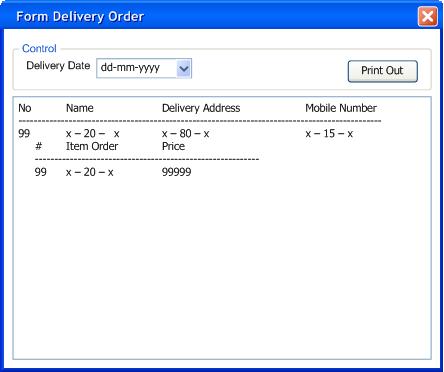 Form Delivery Order
Control
Delivery Date dd-mm-yyyy
Print Out
No Name Delivery Address Mobile Number
99 x – 20 – x x – 80 – x x – 15 – x
# Item Order Price
99 x – 20 – x 99999